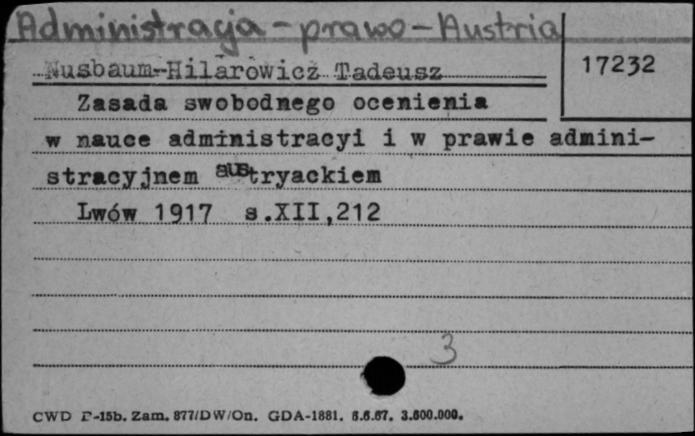 Administracja - prawo - Austria
Nusbaum-Hilarowicz Tadeusz
17232
Zasada swobodnego ocenienia
w nauce administracyi i w prawie admini-
stracyjnem austryackiem
Lwów 1917 s.XII,212
3
CWD P-15b. Zam. 877/DW/On. GDA-1881. 6.6.67. 3.600.000.